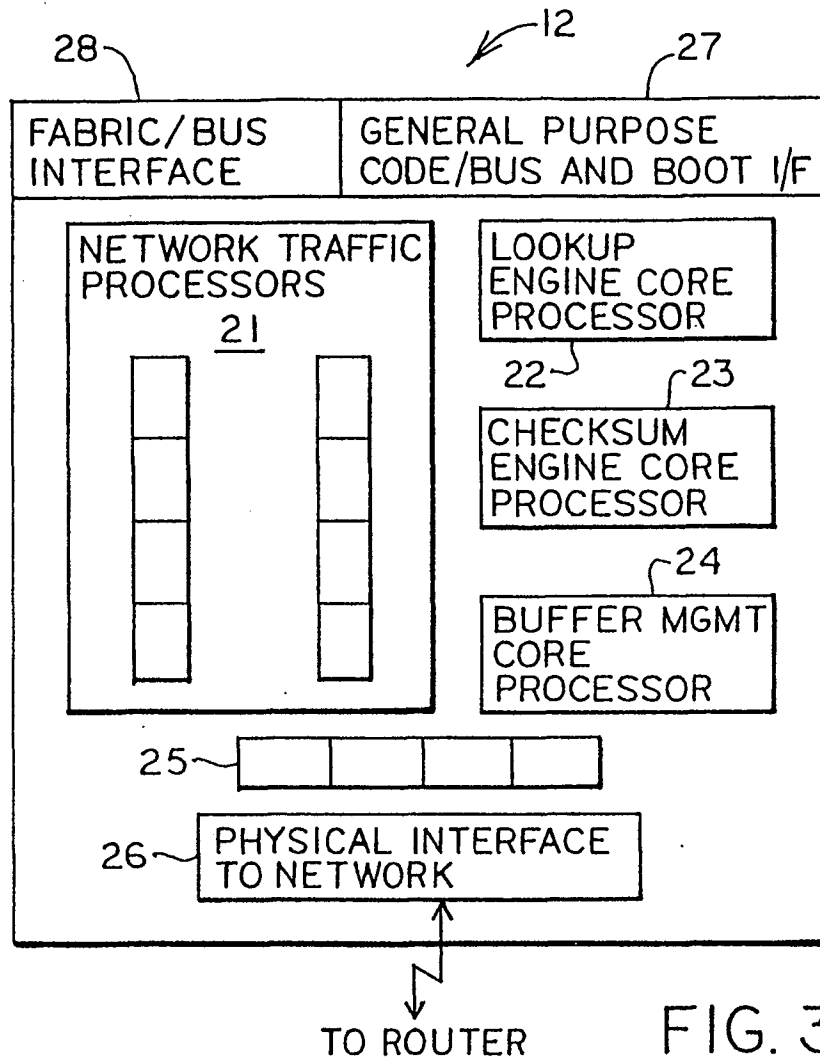 12
28
27
FABRIC/BUS
INTERFACE
GENERAL PURPOSE
CODE/BUS AND BOOT I/F
NETWORK TRAFFIC
PROCESSORS
21
LOOKUP
ENGINE CORE
PROCESSOR
22
23
CHECKSUM
ENGINE CORE
PROCESSOR
24
BUFFER MGMT
CORE
PROCESSOR
25
26
PHYSICAL INTERFACE
TO NETWORK
TO ROUTER
FIG. 3